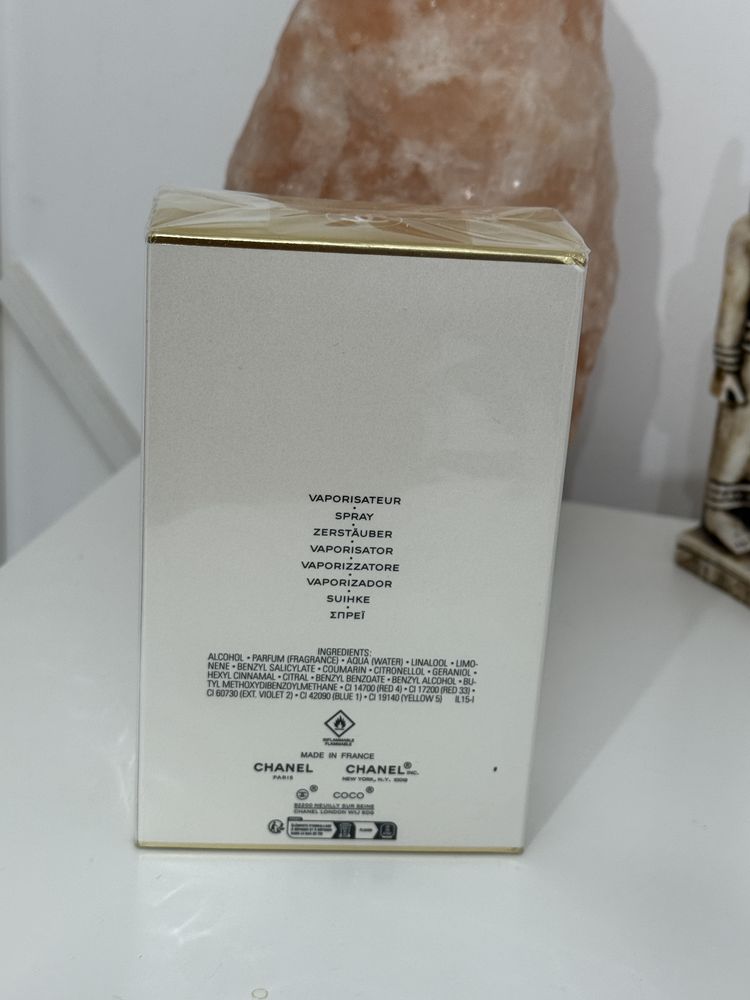 VAPORISATEUR
SPRAY
ZERSTÄUBER
VAPORISATOR
VAPORIZZATORE
VAPORIZADOR
SUIHKE
ΣΠΡΕΪ
INGREDIENTS:
ALCOHOL • PARFUM (FRAGRANCE) • AQUA (WATER) • LINALOOL • LIMO-
NENE • BENZYL SALICYLATE • COUMARIN • CITRONELLOL • GERANIOL •
HEXYL CINNAMAL • CITRAL • BENZYL BENZOATE • BENZYL ALCOHOL • BU-
TYL METHOXYDIBENZOYLMETHANE • CI 14700 (RED 4) • CI 17200 (RED 33) •
CI 60730 (EXT. VIOLET 2) • CI 42090 (BLUE 1) • CI 19140 (YELLOW 5) IL15-I
INFLAMMABLE
FLAMMABLE
MADE IN FRANCE
CHANEL CHANEL® INC.
PARIS NEW YORK, N.Y. 10019
® COCO®
92200 NEUILLY SUR SEINE
CHANEL LONDON W1J 6DG